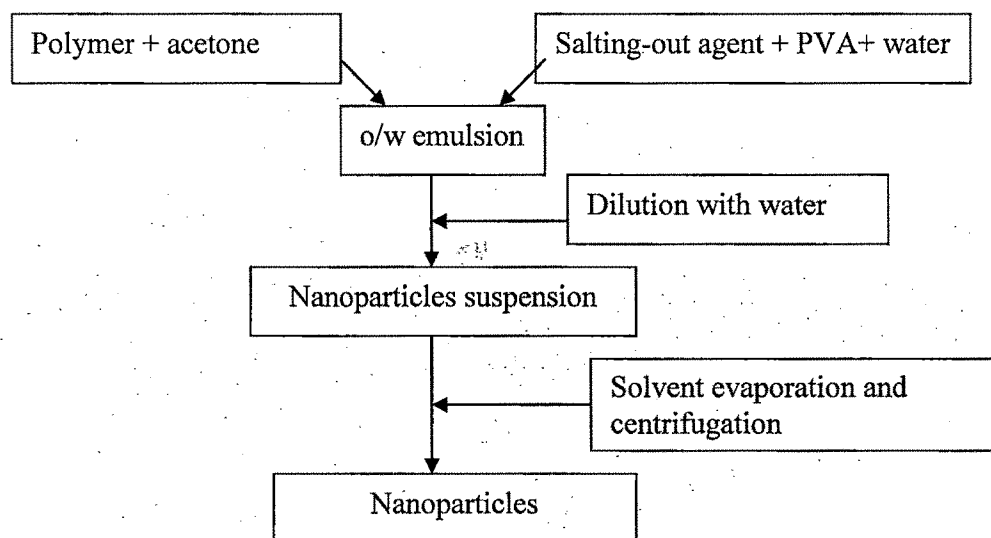 Polymer + acetone
Salting-out agent + PVA+ water
o/w emulsion
Dilution with water
Nanoparticles suspension
Solvent evaporation and
centrifugation
Nanoparticles